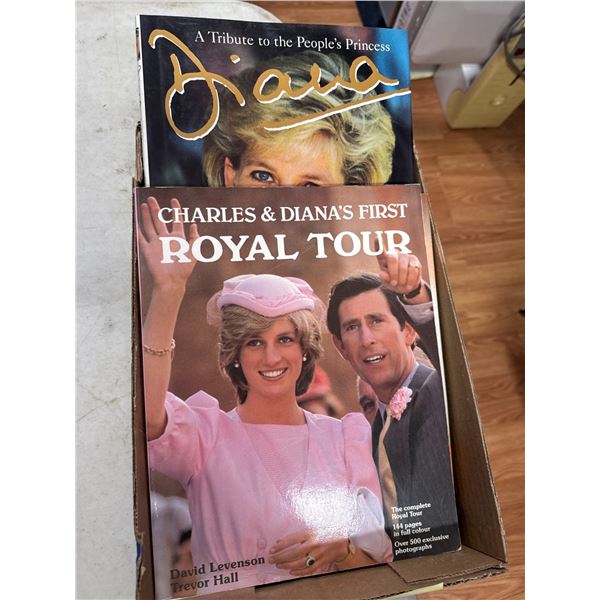 A Tribute to the People's Princess
Diana
CHARLES & DIANA'S FIRST
ROYAL TOUR
The complete
Royal Tour
144 pages
in full colour
Over 500 exclusive
photographs
David Levenson
Trevor Hall